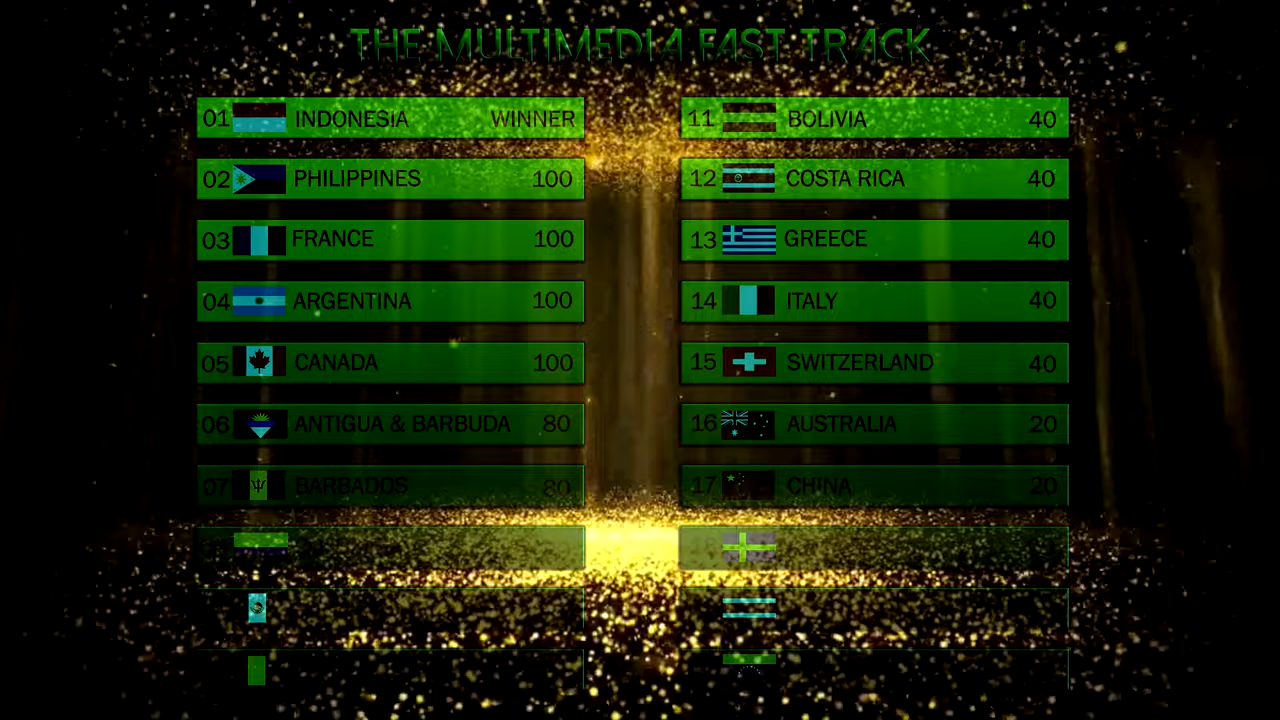 THE MULTIMEDIA FAST TRACK
01 INDONESIA WINNER
02 PHILIPPINES 100
03 FRANCE 100
04 ARGENTINA 100
05 CANADA 100
06 ANTIGUA & BARBUDA 80
07 BARBADOS 80
11 BOLIVIA 40
12 COSTA RICA 40
13 GREECE 40
14 ITALY 40
15 SWITZERLAND 40
16 AUSTRALIA 20
17 CHINA 20